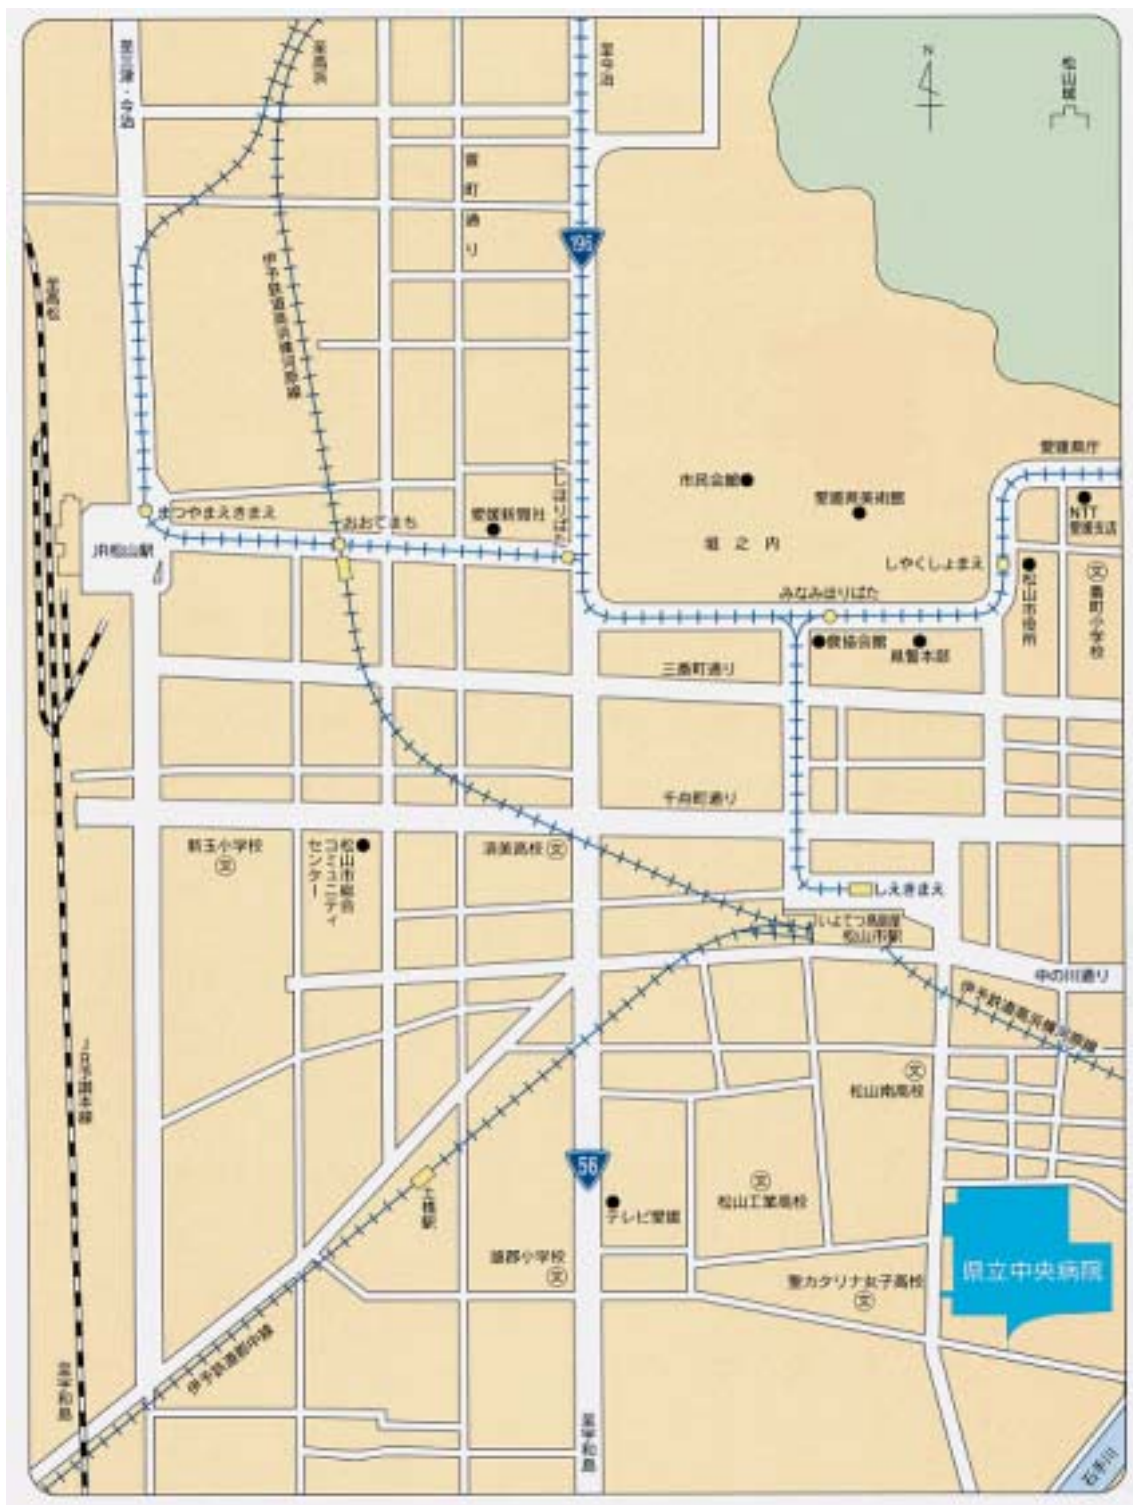 至三津・今治
至高浜
至今治
N
松山城
宮町通り
196
伊予鉄道高浜横河原線
至高松
愛媛県庁
市民会館
愛媛県美術館
にしほりばた
NTT
愛媛支店
まつやまえきまえ
おおてまち
愛媛新聞社
堀之内
JR松山駅
しやくしょまえ
松山市役所
番町小学校
みなみほりばた
農協会館
県警本部
三番町通り
千舟町通り
新玉小学校
松山市総合
コミュニティ
センター
済美高校
しえきまえ
いよてつ髙島屋
松山市駅
中の川通り
伊予鉄道高浜横河原線
JR予讃本線
松山南高校
56
土橋駅
テレビ愛媛
松山工業高校
雄郡小学校
聖カタリナ女子高校
県立中央病院
伊予鉄道郡中線
至宇和島
至宇和島
石手川